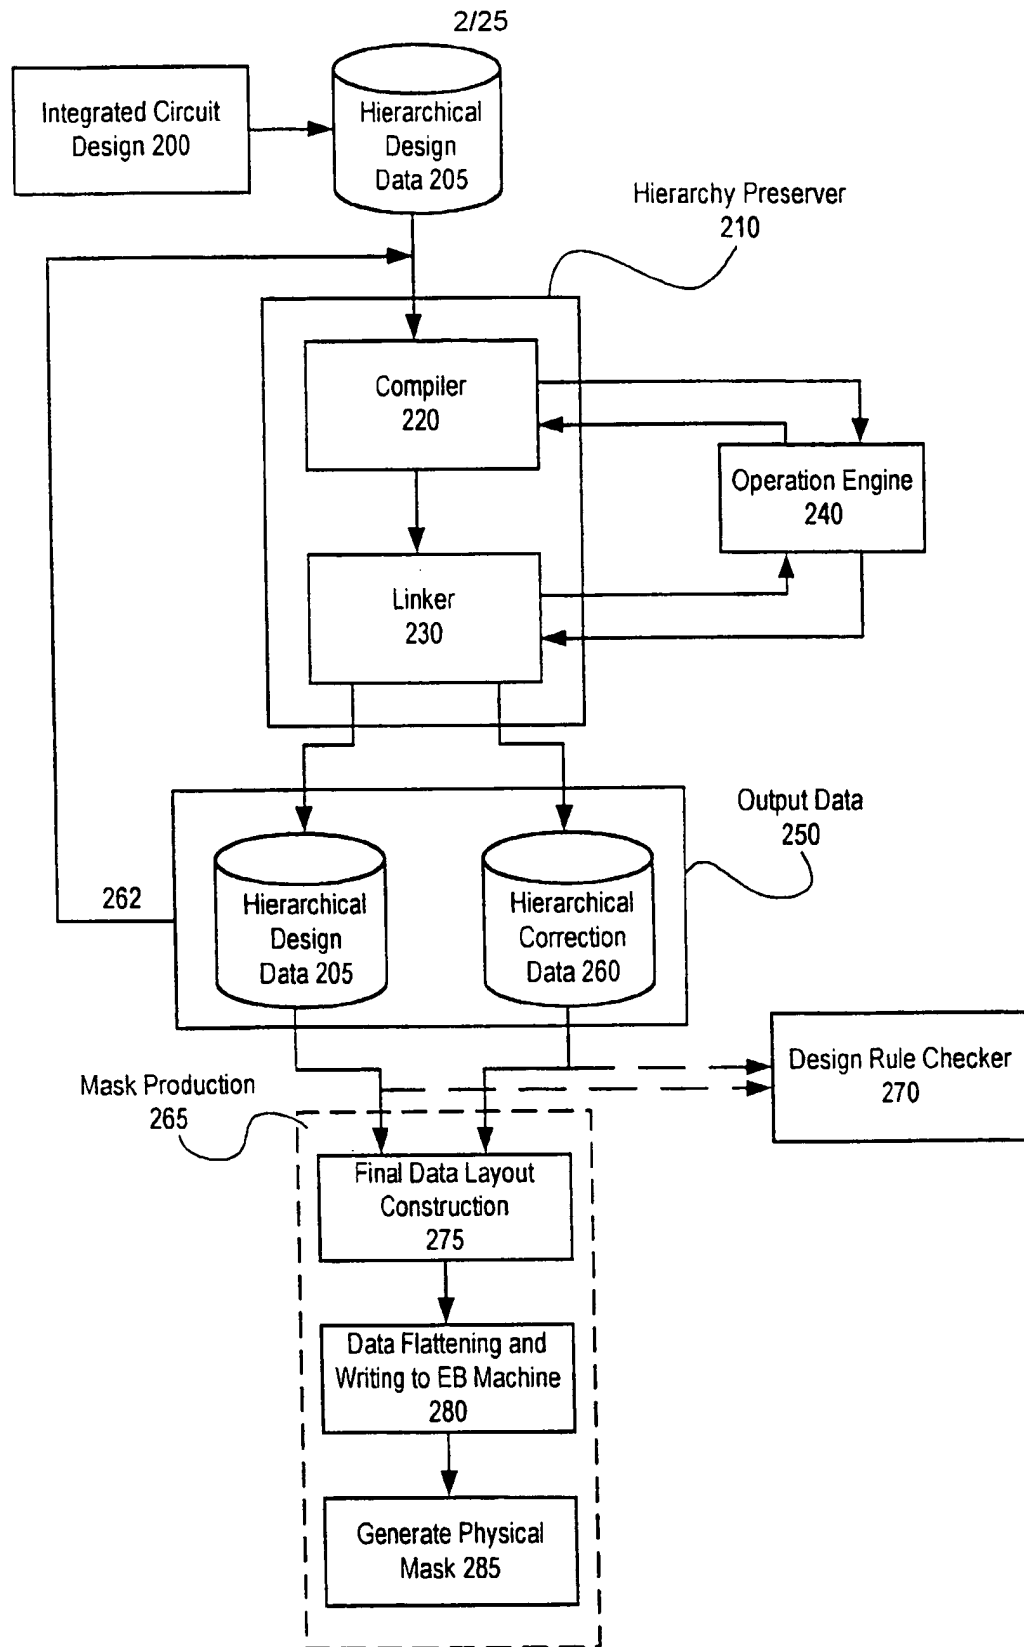 2/25
Integrated Circuit
Design 200
Hierarchical
Design
Data 205
Hierarchy Preserver
210
Compiler
220
Operation Engine
240
Linker
230
Output Data
250
262
Hierarchical
Design
Data 205
Hierarchical
Correction
Data 260
Mask Production
265
Design Rule Checker
270
Final Data Layout
Construction
275
Data Flattening and
Writing to EB Machine
280
Generate Physical
Mask 285